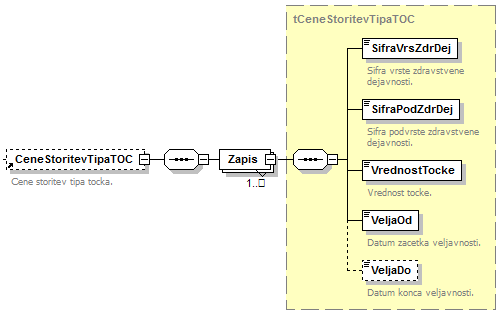 tCeneStoritevTipaTOC
SifraVrsZdrDej
Sifra vrste zdravstvene
dejavnosti.
SifraPodZdrDej
Sifra podvrste zdravstvene
dejavnosti.
CeneStoritevTipaTOC
Cene storitev tipa tocka.
Zapis
1..□
VrednostTocke
Vrednost tocke.
VeljaOd
Datum zacetka veljavnosti.
VeljaDo
Datum konca veljavnosti.